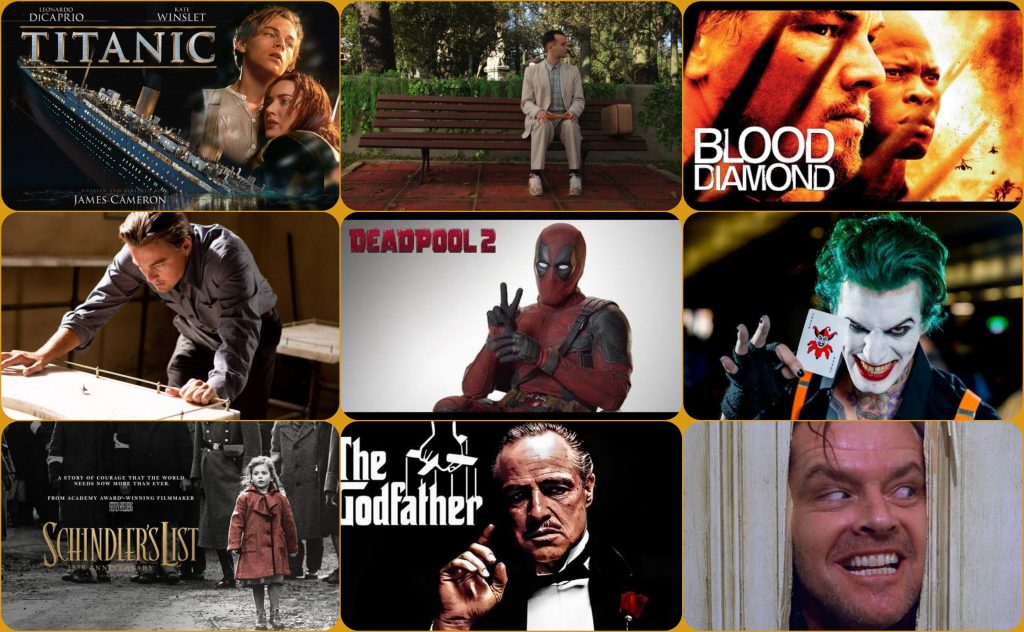 LEONARDO
DICAPRIO
KATE
WINSLET
TITANIC
WRITTEN AND DIRECTED BY
JAMES CAMERON
BLOOD
DIAMOND
DEADPOOL 2
A STORY OF COURAGE THAT THE WORLD
NEEDS NOW MORE THAN EVER.
FROM ACADEMY AWARD®-WINNING FILMMAKER
STEVEN SPIELBERG
SCHINDLER'S LIST
25TH ANNIVERSARY
The
Godfather